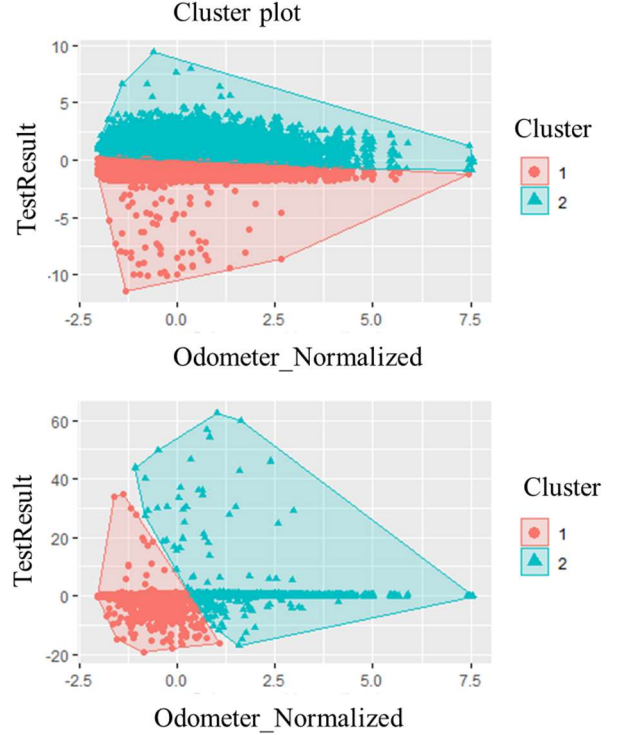 Cluster plot
10
5
0
-5
-10
TestResult
-2.5 0.0 2.5 5.0 7.5
Odometer_Normalized
Cluster
1
2
60
40
20
0
-20
TestResult
-2.5 0.0 2.5 5.0 7.5
Odometer_Normalized
Cluster
1
2